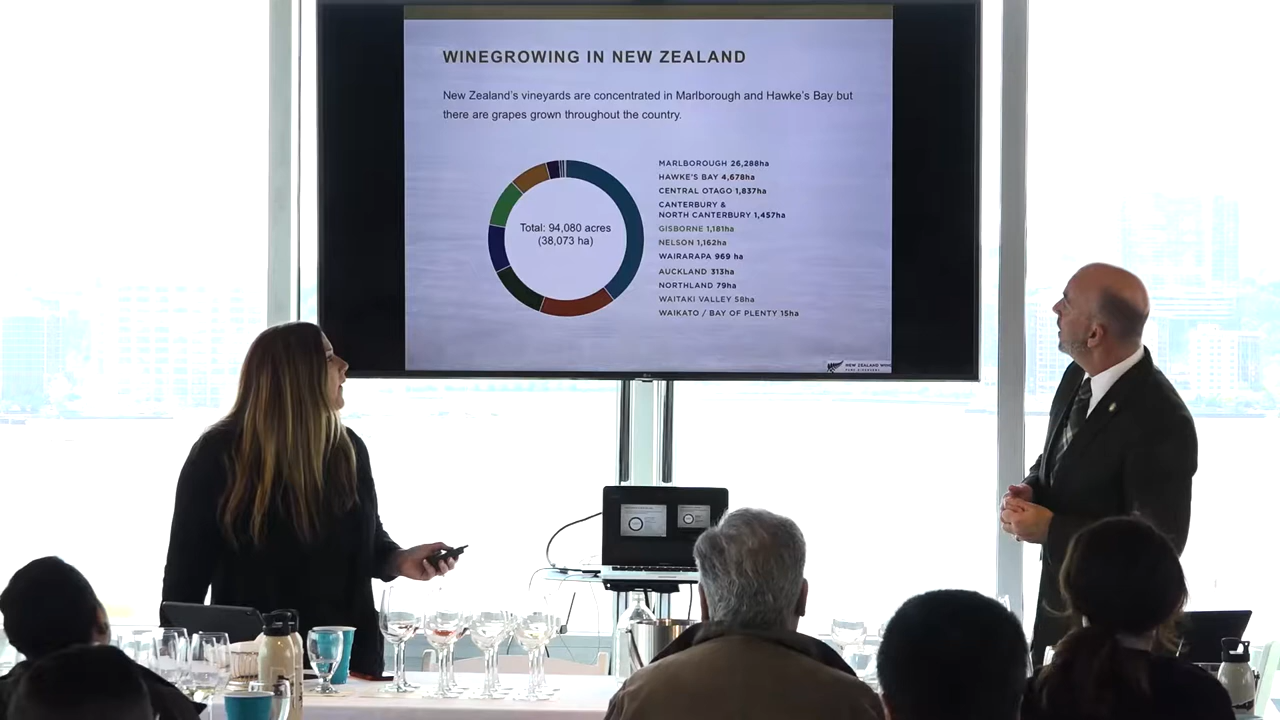 WINEGROWING IN NEW ZEALAND
New Zealand's vineyards are concentrated in Marlborough and Hawke's Bay but
there are grapes grown throughout the country.
Total: 94,080 acres
(38,073 ha)
MARLBOROUGH 26,288ha
HAWKE'S BAY 4,678ha
CENTRAL OTAGO 1,837ha
CANTERBURY &
NORTH CANTERBURY 1,457ha
GISBORNE 1,181ha
NELSON 1,162ha
WAIRARAPA 969 ha
AUCKLAND 313ha
NORTHLAND 79ha
WAITAKI VALLEY 58ha
WAIKATO / BAY OF PLENTY 15ha
NEW ZEALAND WIN